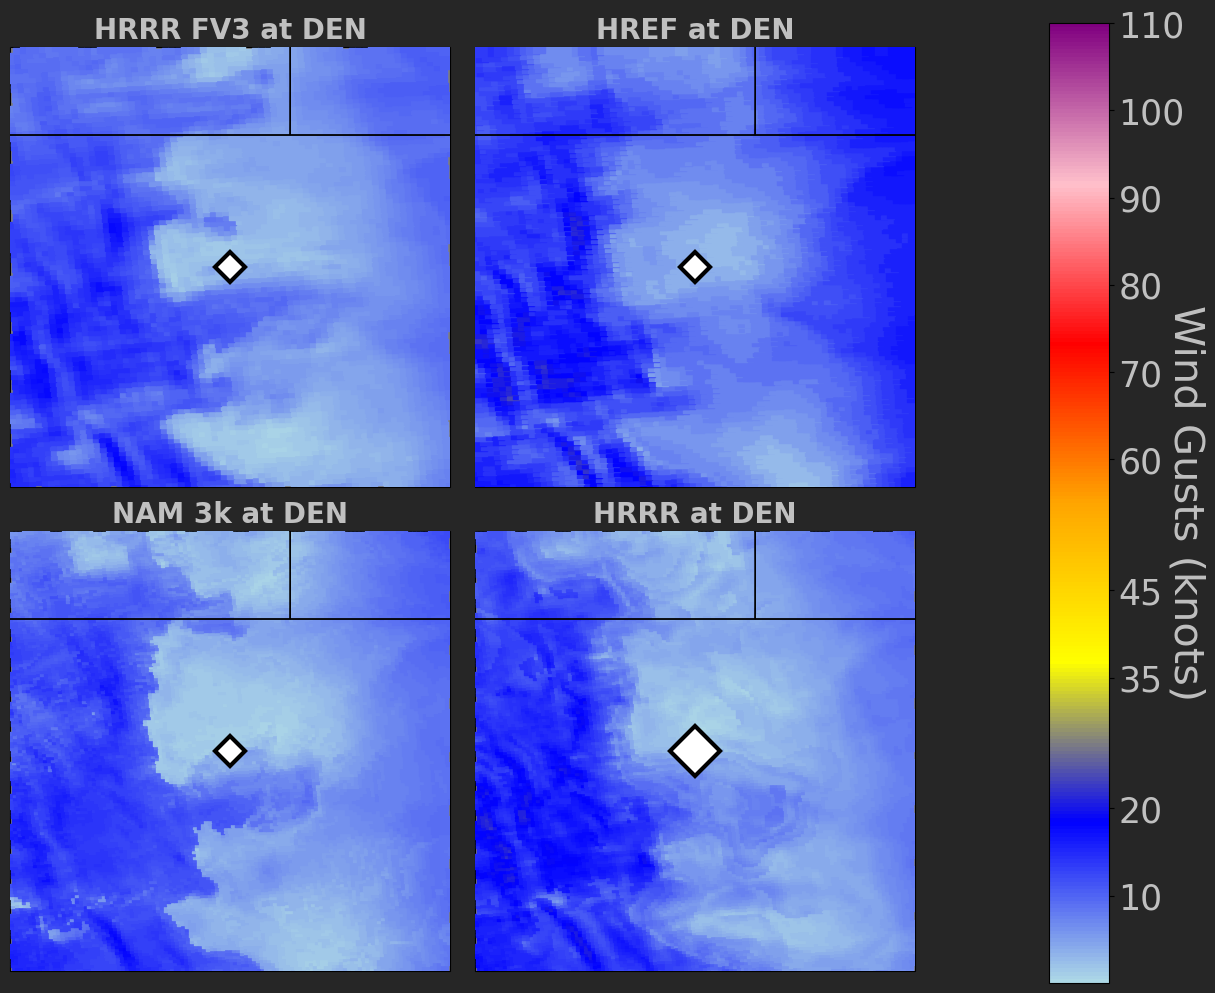 HRRR FV3 at DEN
HREF at DEN
NAM 3k at DEN
HRRR at DEN
110
100
90
80
70
60
45
35
20
10
Wind Gusts (knots)